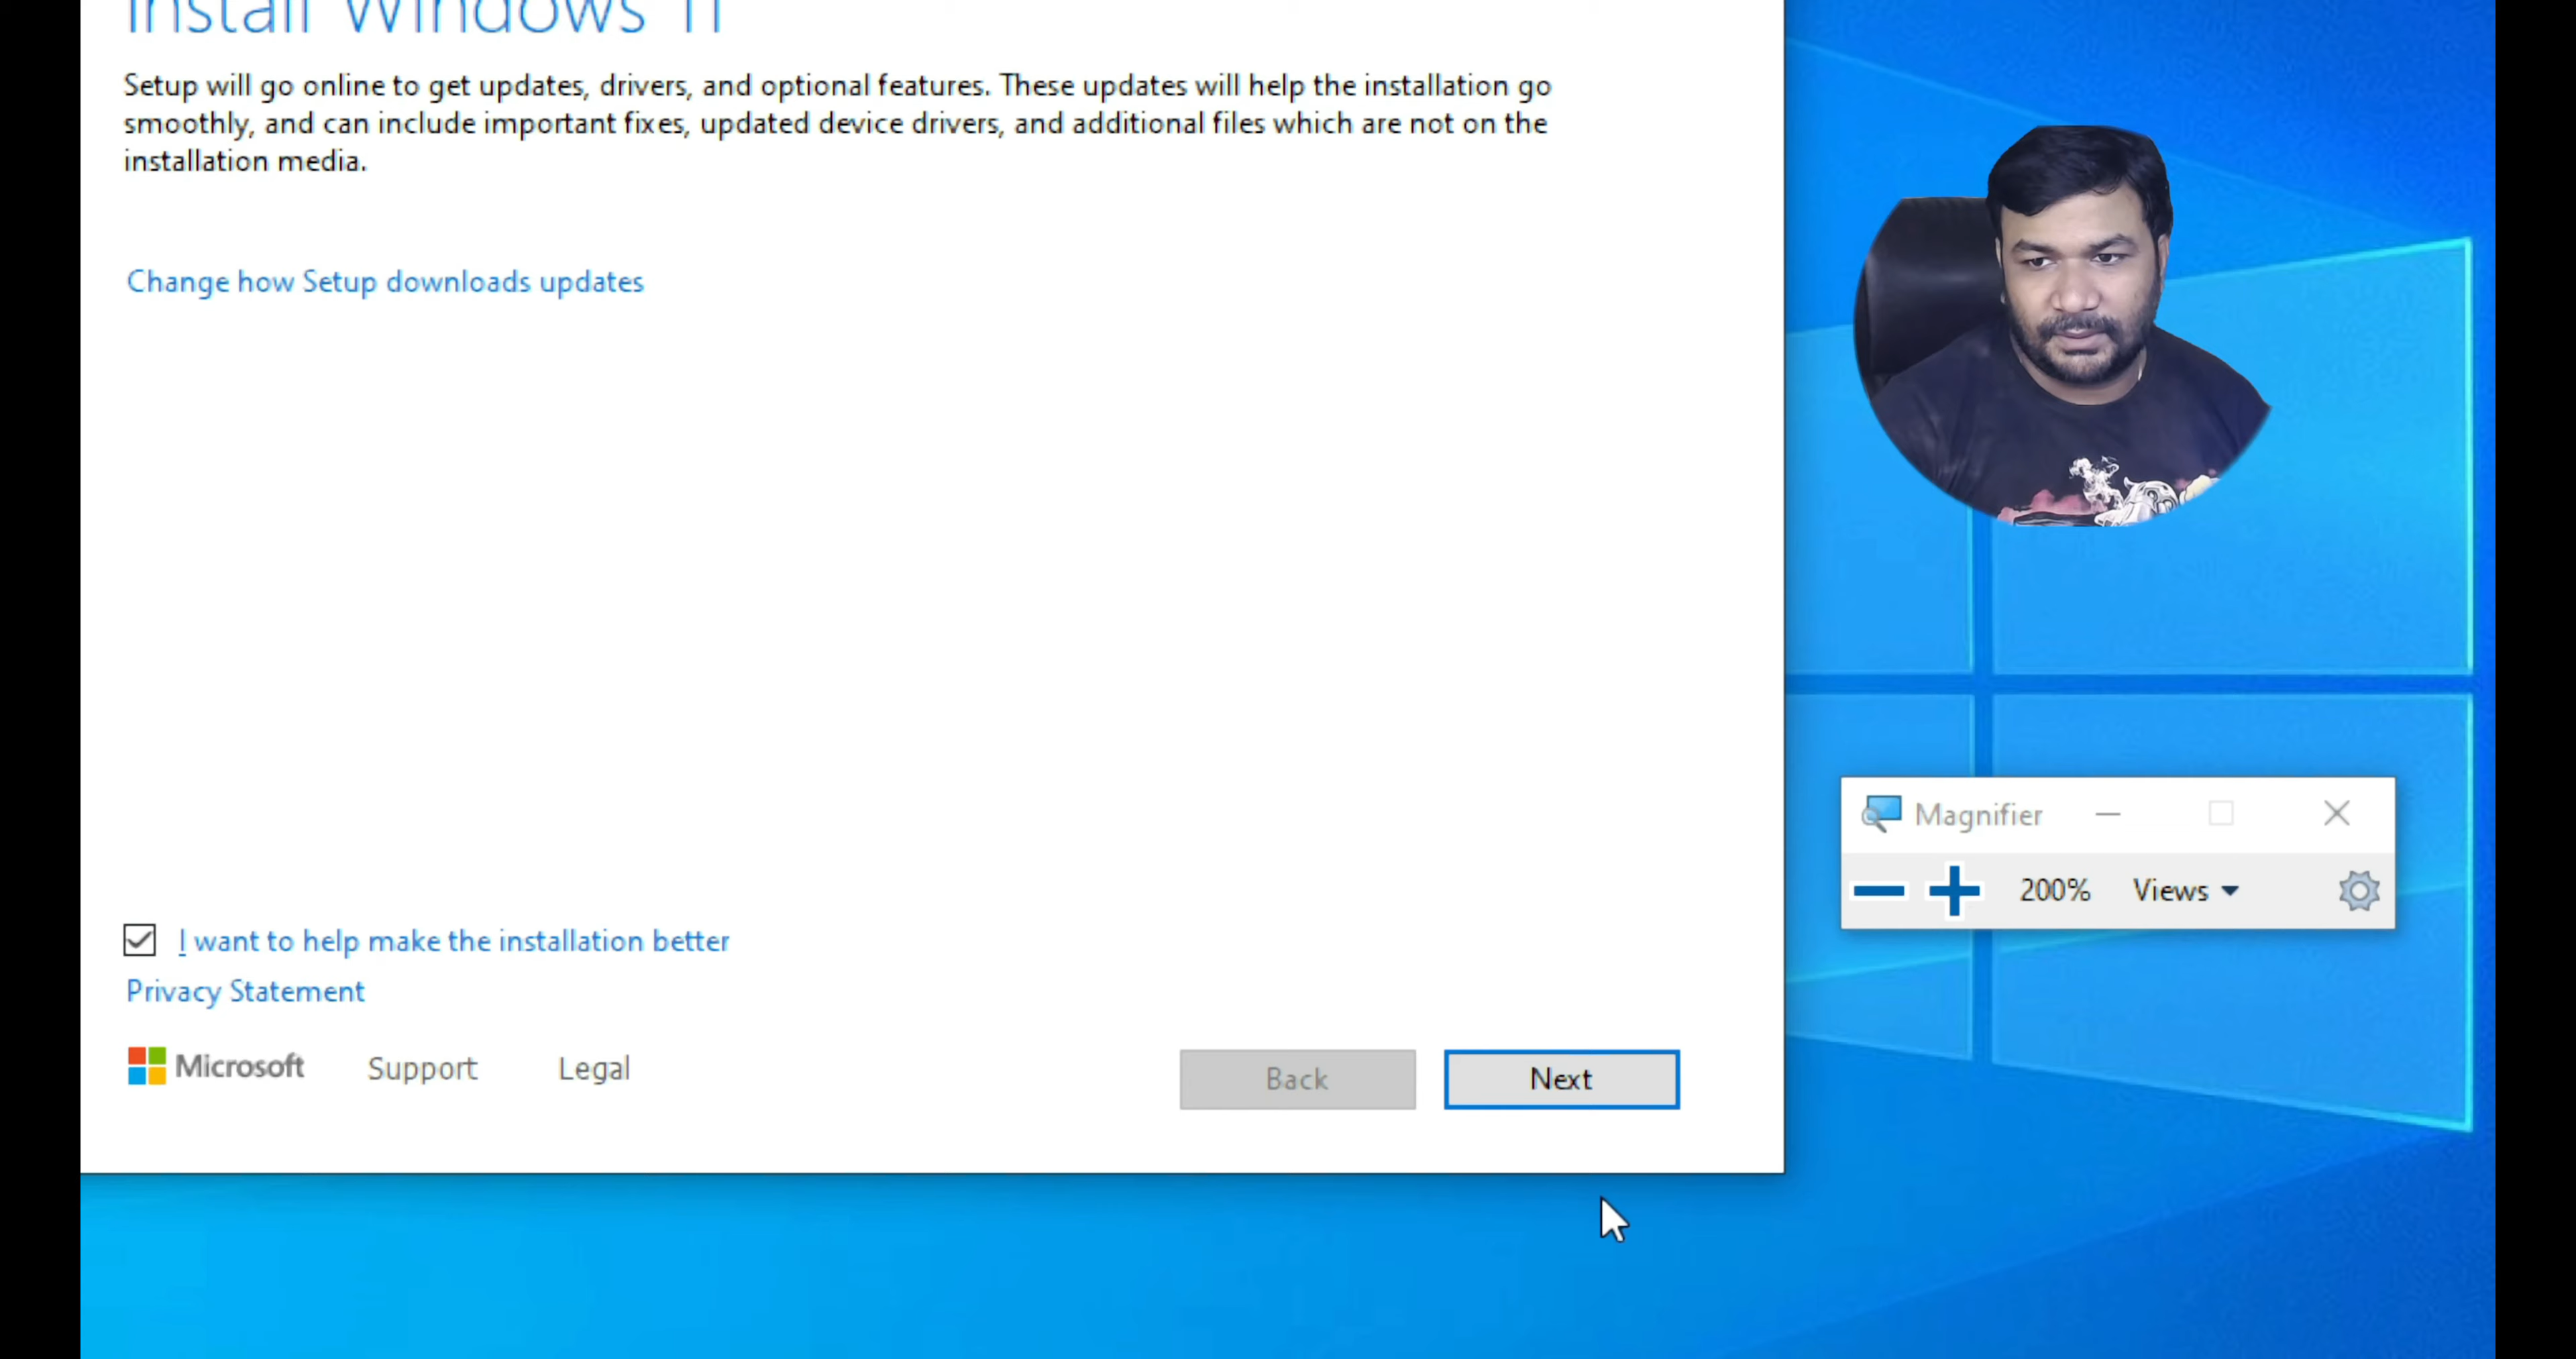 Install Windows 11
Setup will go online to get updates, drivers, and optional features. These updates will help the installation go
smoothly, and can include important fixes, updated device drivers, and additional files which are not on the
installation media.
Change how Setup downloads updates
Magnifier
200% Views
I want to help make the installation better
Privacy Statement
Microsoft Support Legal
Back Next